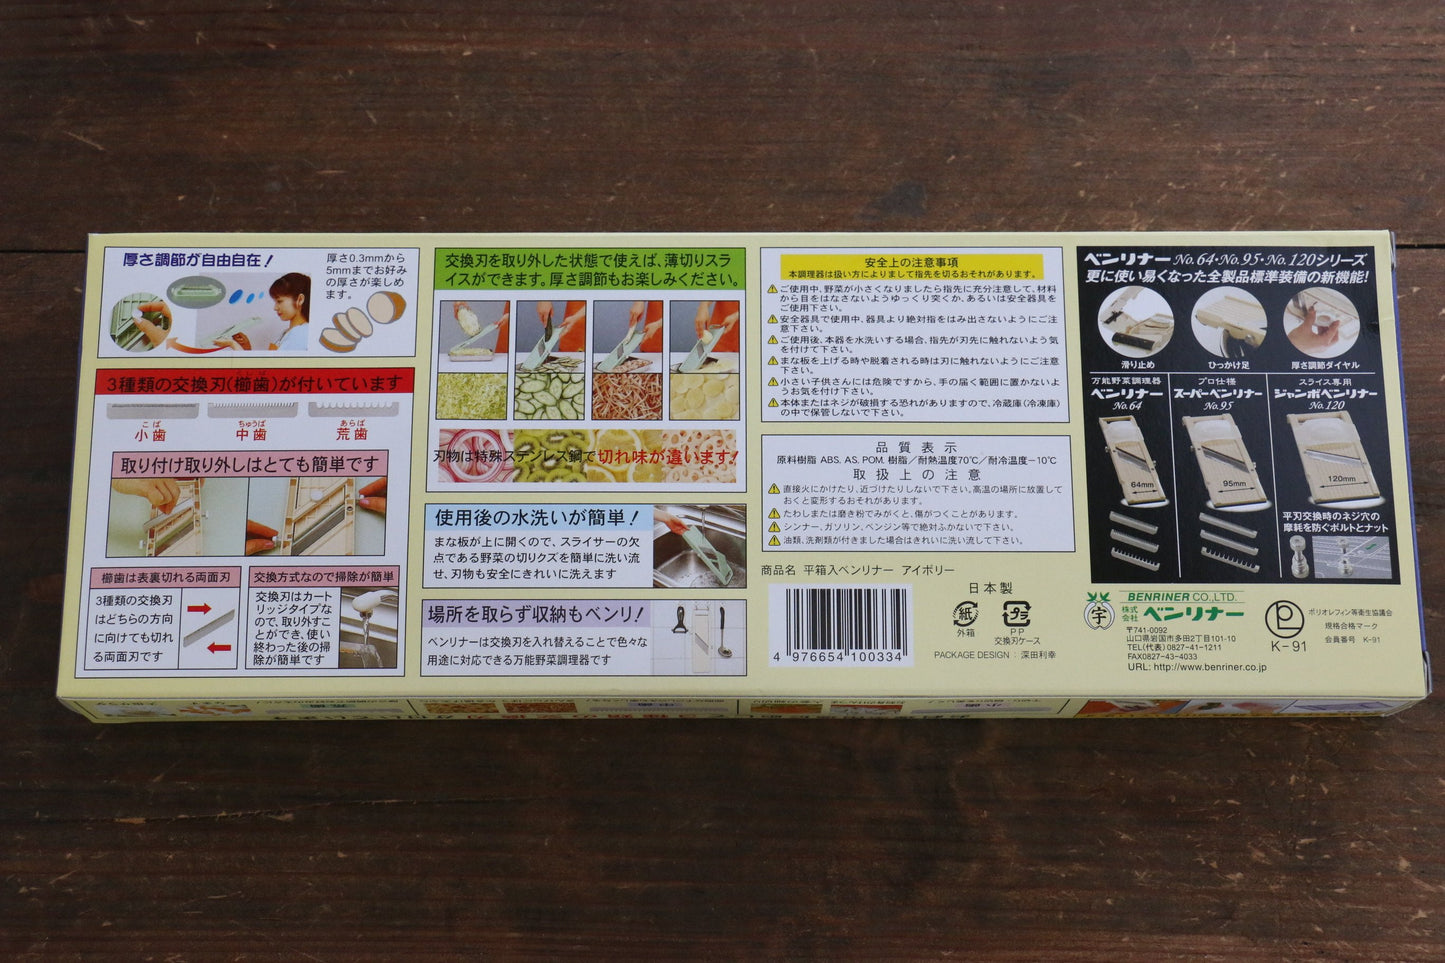 厚さ調節が自由自在！
厚さ0.3mmから
5mmまでお好み
の厚さが楽しめ
ます。
3種類の交換刃(櫛歯)が付いています
こば
小歯
ちゅうば
中歯
あらば
荒歯
取り付け取り外しはとても簡単です
櫛歯は表裏切れる両面刃
3種類の交換刃
はどちらの方向
に向けても切れ
る両面刃です
交換方式なので掃除が簡単
交換刃はカート
リッジタイプな
ので、取り外すこ
とができ、使い
終わった後の掃
除が簡単です
交換刃を取り外した状態で使えば、薄切りスラ
イスができます。厚さ調節もお楽しみください。
刃物は特殊ステンレス鋼で切れ味が違います!
使用後の水洗いが簡単！
まな板が上に開くので、スライサーの欠
点である野菜の切りクズを簡単に洗い流
せ、刃物も安全にきれいに洗えます
場所を取らず収納もベンリ！
ベンリナーは交換刃を入れ替えることで色々な
用途に対応できる万能野菜調理器です
安全上の注意事項
本調理器は扱い方によりまして指先を切るおそれがあります。
ご使用中、野菜が小さくなりましたら指先に充分注意して、材料
から目をはなさないようゆっくり突くか、あるいは安全器具を
ご使用下さい。
安全器具で使用中、器具より絶対指をはみ出さないようにご注
意下さい。
ご使用後、本器を水洗いする場合、指先が刃先に触れないよう気
を付けて下さい。
まな板を上げる時や脱着される時は刃に触れないようにご注意
下さい。
小さい子供さんには危険ですから、手の届く範囲に置かないよ
うお気を付け下さい。
本体またはネジが破損する恐れがありますので、冷蔵庫(冷凍庫)
の中で保管しないで下さい。
品質表示
原料樹脂 ABS. AS. POM. 樹脂／耐熱温度70℃／耐冷温度−10℃
取扱上の注意
直接火にかけたり、近づけたりしないで下さい。高温の場所に放置して
おくと変形するおそれがあります。
たわしまたは磨き粉でみがくと、傷がつくことがあります。
シンナー、ガソリン、ベンジン等で絶対ふかないで下さい。
油類、洗剤類が付きました場合はきれいに洗い流して下さい。
商品名 平箱入ベンリナー アイボリー
4 976654 100334
日本製
紙
外箱
プラ
PP
交換刃ケース
PACKAGE DESIGN : 深田利幸
ベンリナー No.64・No.95・No.120シリーズ
更に使い易くなった全製品標準装備の新機能!
滑り止め
ひっかけ足
厚さ調節ダイヤル
万能野菜調理器
ベンリナー
No.64
64mm
プロ仕様
スーパーベンリナー
No.95
95mm
スライス専用
ジャンボベンリナー
No.120
120mm
平刃交換時のネジ穴の
摩耗を防ぐボルトとナット
宇
BENRINER CO.,LTD.
株式会社ベンリナー
〒741-0092
山口県岩国市多田2丁目101-10
TEL(代表)0827-41-1211
FAX0827-43-4033
URL: http://www.benriner.co.jp
K-91
ポリオレフィン等衛生協議会
規格合格マーク
会員番号 K-91